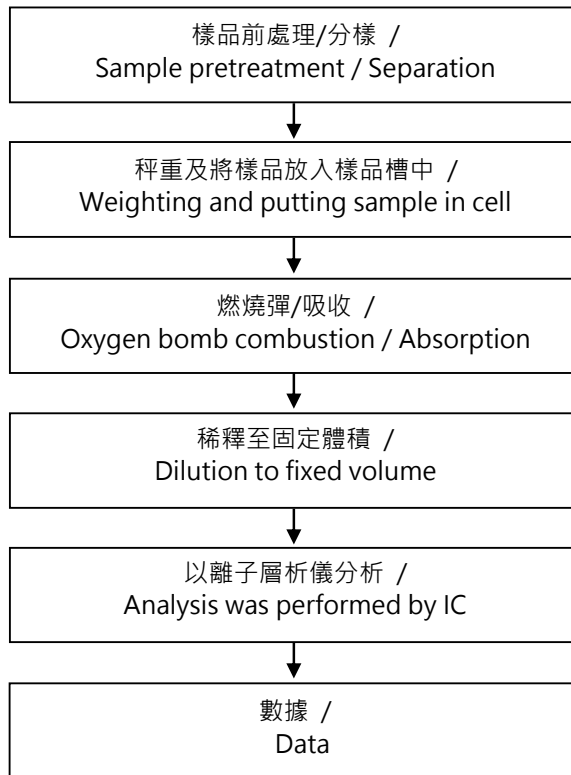 樣品前處理/分樣 /
Sample pretreatment / Separation
秤重及將樣品放入樣品槽中 /
Weighting and putting sample in cell
燃燒彈/吸收 /
Oxygen bomb combustion / Absorption
稀釋至固定體積 /
Dilution to fixed volume
以離子層析儀分析 /
Analysis was performed by IC
數據 /
Data